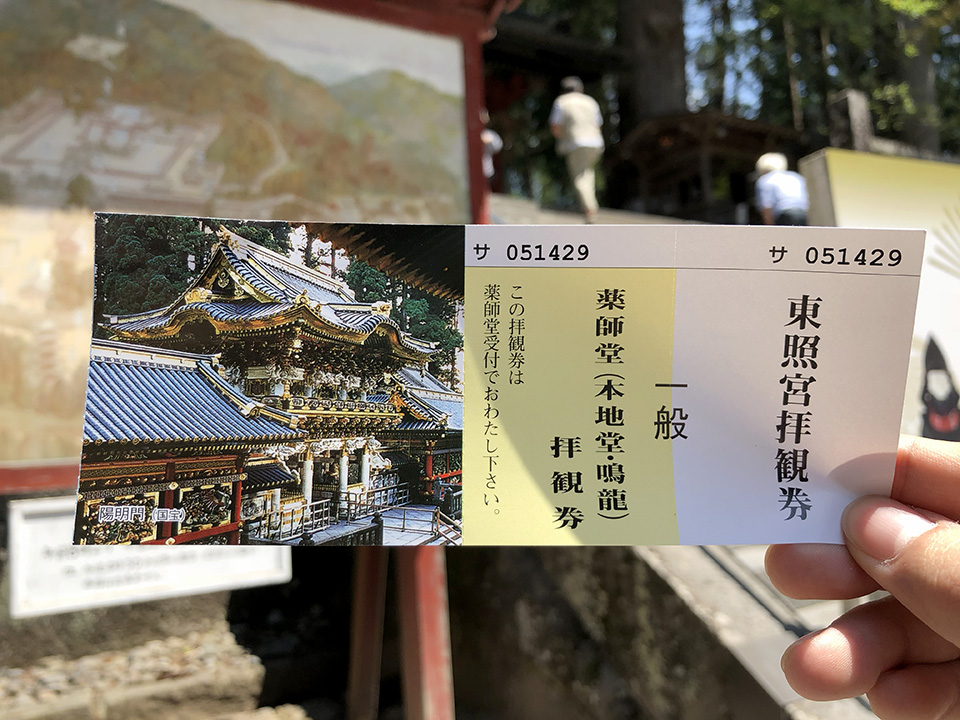 サ 051429
サ 051429
東照宮拝観券
一般
薬師堂(本地堂・鳴龍)
拝観券
この拝観券は
薬師堂受付でおわたし下さい。
陽明門(国宝)